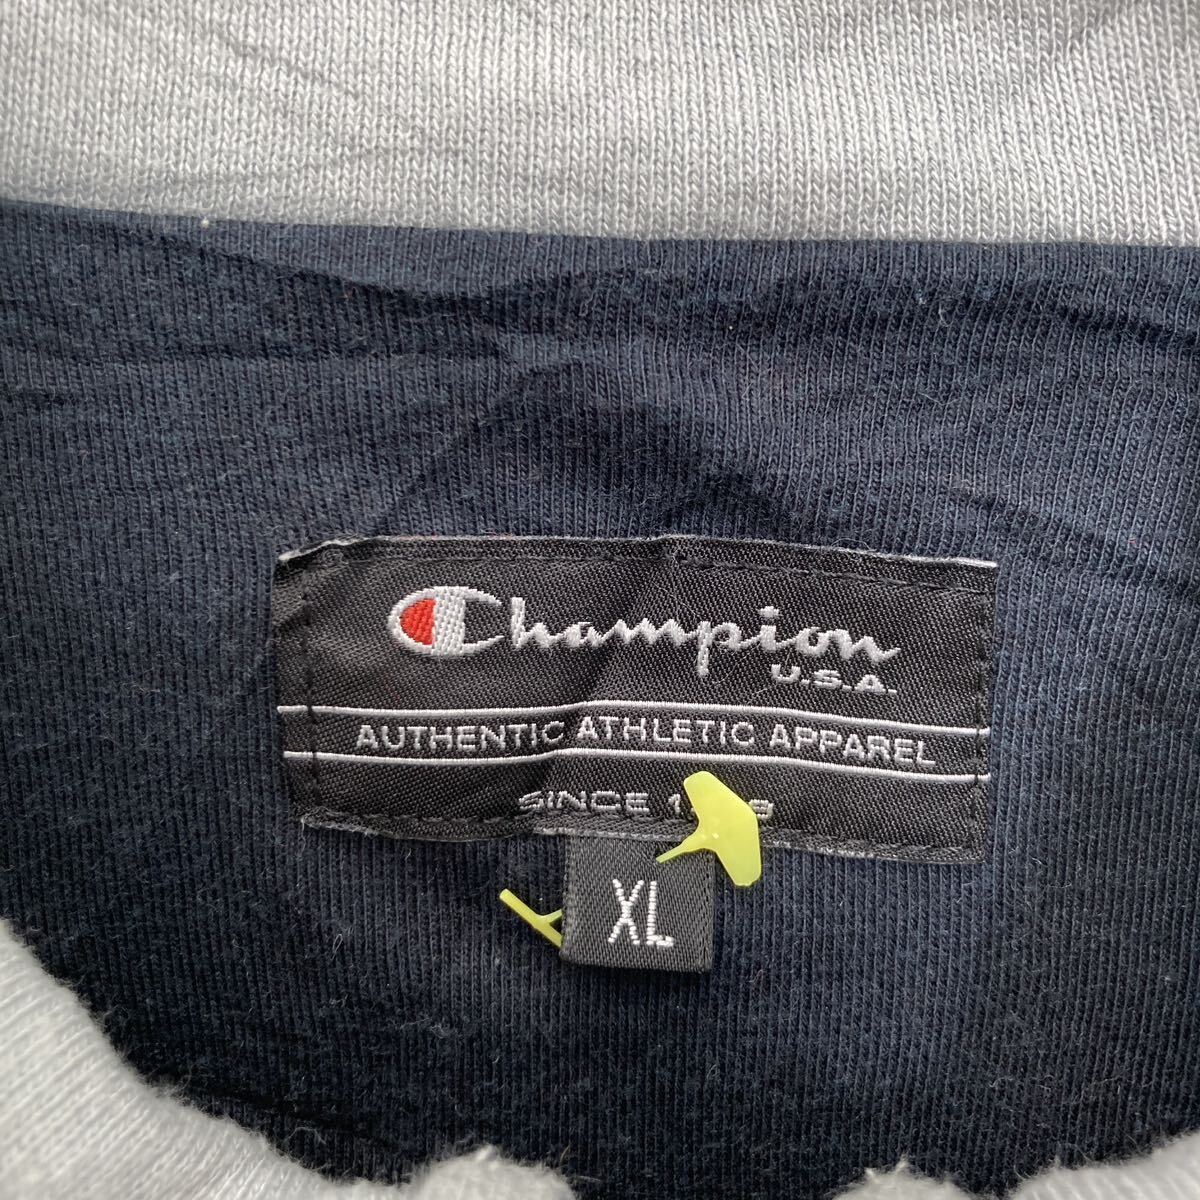 Champion
U.S.A.
AUTHENTIC ATHLETIC APPAREL
SINCE
XL